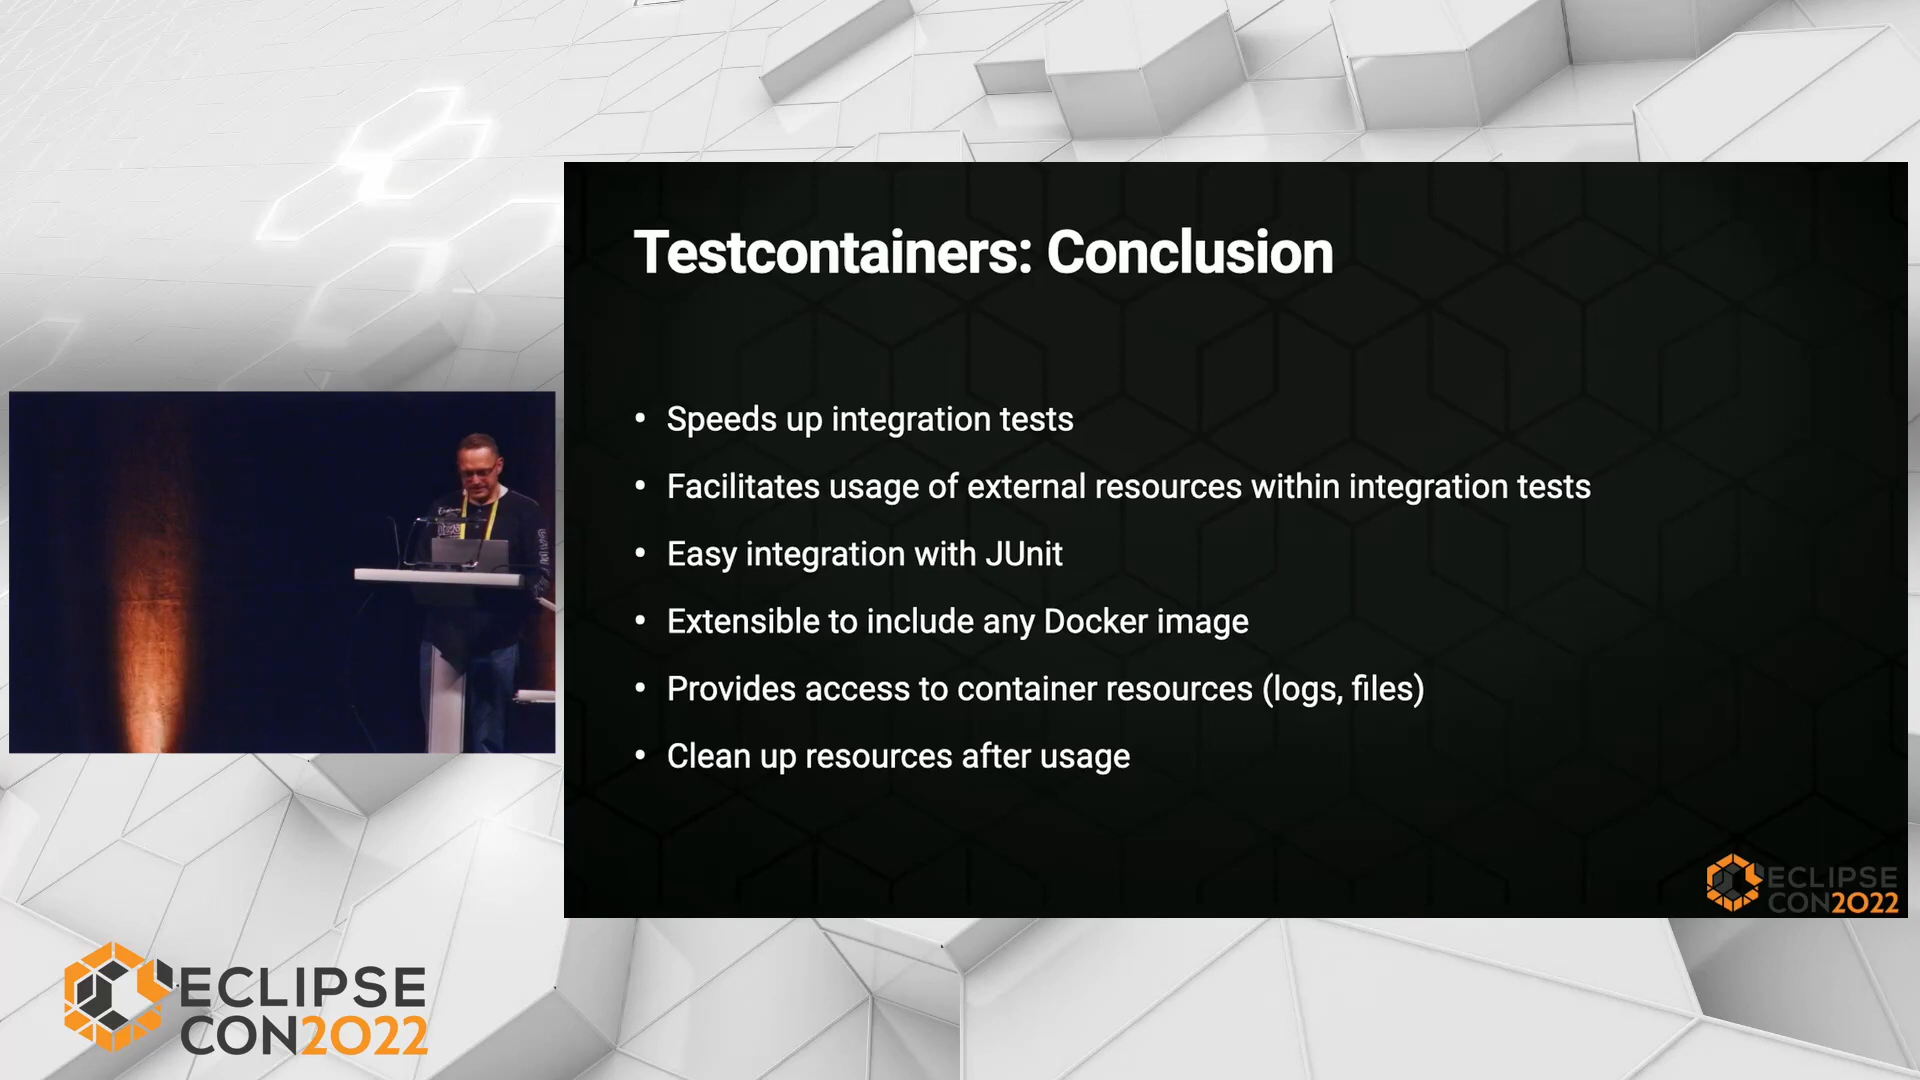 Testcontainers: Conclusion
• Speeds up integration tests
• Facilitates usage of external resources within integration tests
• Easy integration with JUnit
• Extensible to include any Docker image
• Provides access to container resources (logs, files)
• Clean up resources after usage
ECLIPSE
CON2022
ECLIPSE
CON2022